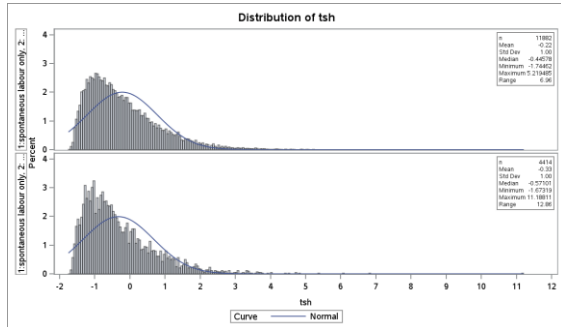 Distribution of tsh
1:spontaneous labour only, 2: ...
4
3
2
1
0
n 11882
Mean -0.22
Std Dev 1.00
Median -0.44578
Minimum -1.74462
Maximum 5.219485
Range 6.96
Percent
1:spontaneous labour only, 2: ...
4
3
2
1
0
n 4414
Mean -0.33
Std Dev 1.00
Median -0.57101
Minimum -1.67319
Maximum 11.18811
Range 12.86
-2 -1 0 1 2 3 4 5 6 7 8 9 10 11 12
tsh
Curve Normal